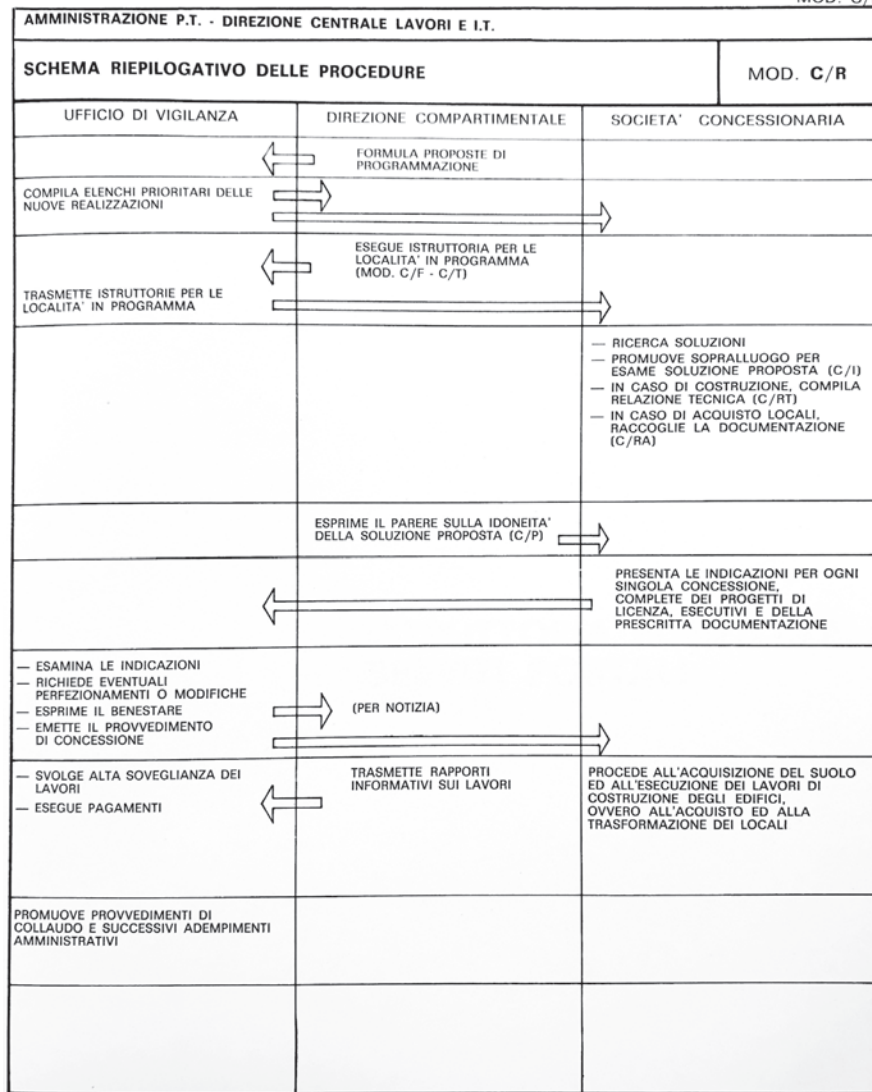 MOD. C/
AMMINISTRAZIONE P.T. - DIREZIONE CENTRALE LAVORI E I.T.
SCHEMA RIEPILOGATIVO DELLE PROCEDURE
MOD. C/R
UFFICIO DI VIGILANZA
DIREZIONE COMPARTIMENTALE
SOCIETA' CONCESSIONARIA
FORMULA PROPOSTE DI
PROGRAMMAZIONE
COMPILA ELENCHI PRIORITARI DELLE
NUOVE REALIZZAZIONI
ESEGUE ISTRUTTORIA PER LE
LOCALITA' IN PROGRAMMA
(MOD. C/F - C/T)
TRASMETTE ISTRUTTORIE PER LE
LOCALITA' IN PROGRAMMA
— RICERCA SOLUZIONI
— PROMUOVE SOPRALLUOGO PER
ESAME SOLUZIONE PROPOSTA (C/I)
— IN CASO DI COSTRUZIONE, COMPILA
RELAZIONE TECNICA (C/RT)
— IN CASO DI ACQUISTO LOCALI,
RACCOGLIE LA DOCUMENTAZIONE
(C/RA)
ESPRIME IL PARERE SULLA IDONEITA'
DELLA SOLUZIONE PROPOSTA (C/P)
PRESENTA LE INDICAZIONI PER OGNI
SINGOLA CONCESSIONE,
COMPLETE DEI PROGETTI DI
LICENZA, ESECUTIVI E DELLA
PRESCRITTA DOCUMENTAZIONE
— ESAMINA LE INDICAZIONI
— RICHIEDE EVENTUALI
PERFEZIONAMENTI O MODIFICHE
— ESPRIME IL BENESTARE
— EMETTE IL PROVVEDIMENTO
DI CONCESSIONE
(PER NOTIZIA)
— SVOLGE ALTA SOVEGLIANZA DEI
LAVORI
— ESEGUE PAGAMENTI
TRASMETTE RAPPORTI
INFORMATIVI SUI LAVORI
PROCEDE ALL'ACQUISIZIONE DEL SUOLO
ED ALL'ESECUZIONE DEI LAVORI DI
COSTRUZIONE DEGLI EDIFICI,
OVVERO ALL'ACQUISTO ED ALLA
TRASFORMAZIONE DEI LOCALI
PROMUOVE PROVVEDIMENTI DI
COLLAUDO E SUCCESSIVI ADEMPIMENTI
AMMINISTRATIVI